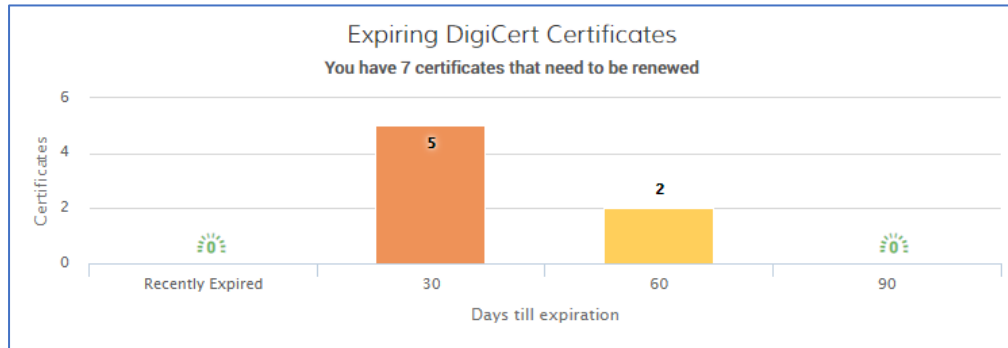 Expiring DigiCert Certificates
You have 7 certificates that need to be renewed
Certificates
6
4
2
0
0
5
2
0
Recently Expired
30
60
90
Days till expiration